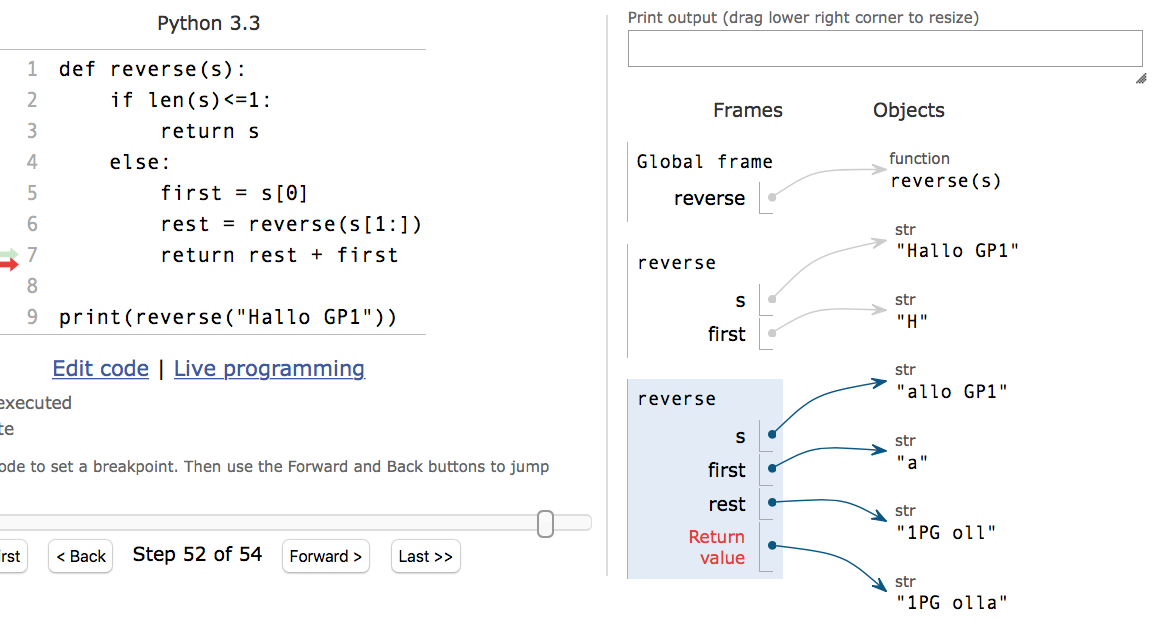 Python 3.3
1 def reverse(s):
2     if len(s)<=1:
3         return s
4     else:
5         first = s[0]
6         rest = reverse(s[1:])
7         return rest + first
8
9 print(reverse("Hallo GP1"))
Edit code | Live programming
executed
te
ode to set a breakpoint. Then use the Forward and Back buttons to jump
rst
< Back
Step 52 of 54
Forward >
Last >>
Print output (drag lower right corner to resize)
Frames
Objects
Global frame
reverse
function
reverse(s)
reverse
s
str
"Hallo GP1"
first
str
"H"
reverse
s
str
"allo GP1"
first
str
"a"
rest
str
"1PG oll"
Return
value
str
"1PG olla"